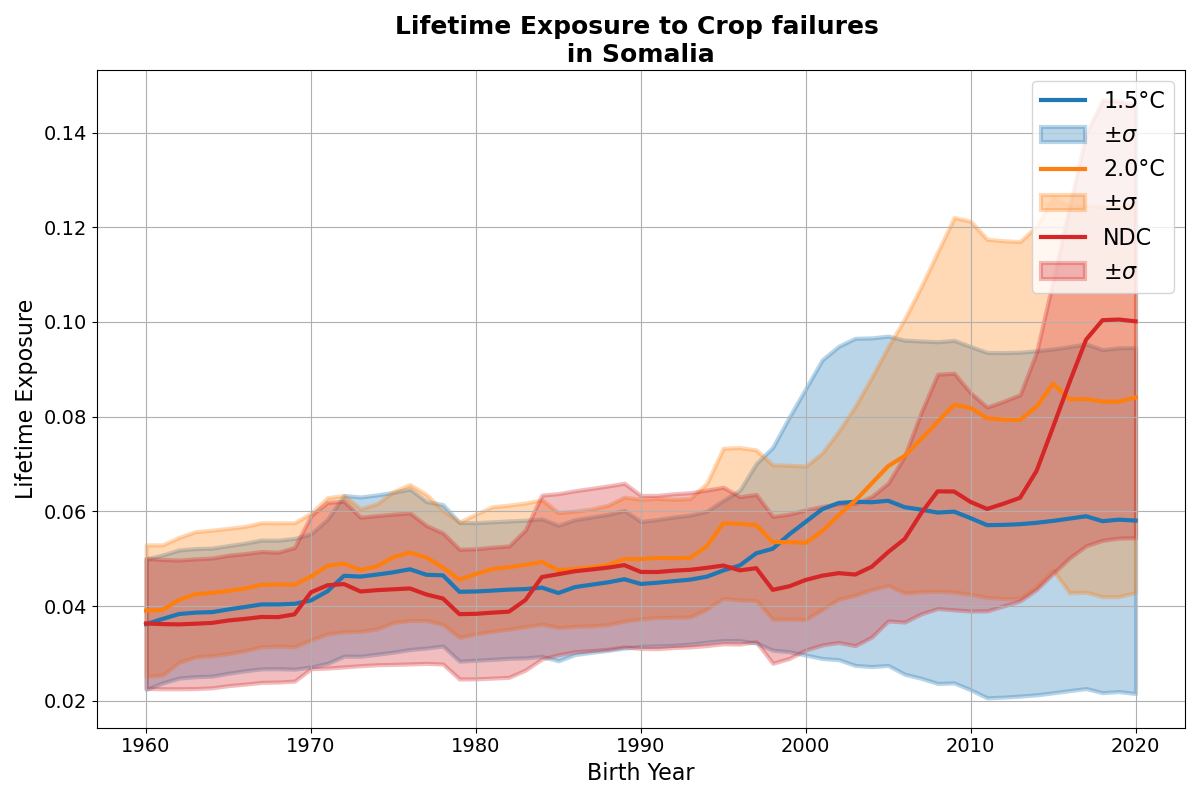 Lifetime Exposure to Crop failures
in Somalia
Lifetime Exposure
0.14
0.12
0.10
0.08
0.06
0.04
0.02
1.5°C
±σ
2.0°C
±σ
NDC
±σ
1960 1970 1980 1990 2000 2010 2020
Birth Year